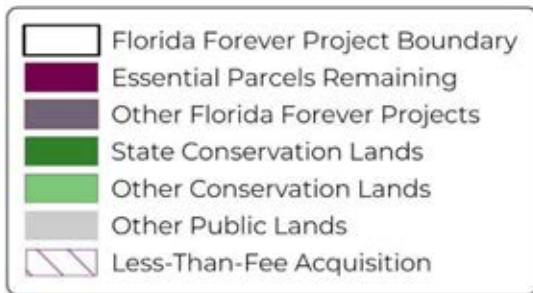 Florida Forever Project Boundary
Essential Parcels Remaining
Other Florida Forever Projects
State Conservation Lands
Other Conservation Lands
Other Public Lands
Less-Than-Fee Acquisition